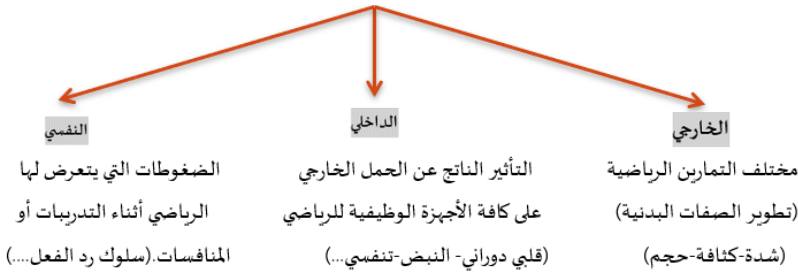 الخارجي
مختلف التمارين الرياضية
(تطوير الصفات البدنية)
(شدة-كثافة-حجم)
الداخلي
التأثير الناتج عن الحمل الخارجي
على كافة الأجهزة الوظيفية للرياضي
(قلبي دوراني- النبض-تنفسي...)
النفسي
الضغوطات التي يتعرض لها
الرياضي أثناء التدريبات أو
المنافسات.(سلوك رد الفعل....)